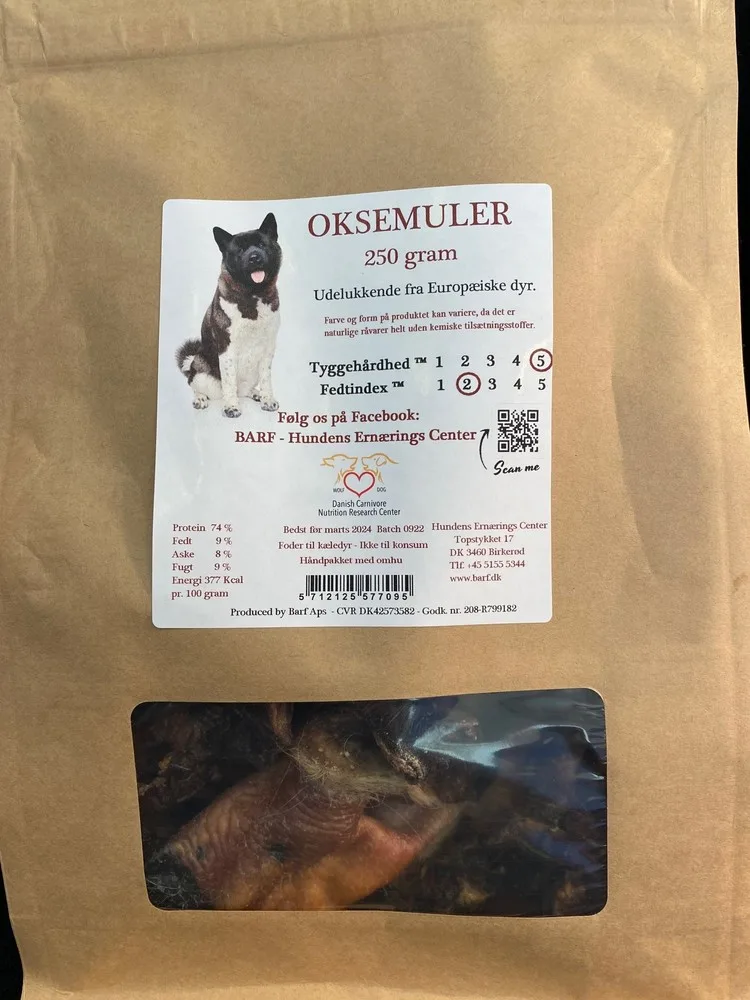 OKSEMULER
250 gram
Udelukkende fra Europæiske dyr.
Farve og form på produktet kan variere, da det er
naturlige råvarer helt uden kemiske tilsætningsstoffer.
Tyggehårdhed ™ 1 2 3 4 5
Fedtindex ™ 1 2 3 4 5
Følg os på Facebook:
BARF - Hundens Ernærings Center
Scan me
WOLF DOG
Danish Carnivore
Nutrition Research Center
Protein 74 %
Fedt 9 %
Aske 8 %
Fugt 9 %
Energi 377 Kcal
pr. 100 gram
Bedst før marts 2024 Batch 0922
Foder til kæledyr - Ikke til konsum
Håndpakket med omhu
Hundens Ernærings Center
Topstykket 17
DK 3460 Birkerød
Tlf. +45 5155 5344
www.barf.dk
5 712125 577095
Produced by Barf Aps - CVR DK42573582 - Godk. nr. 208-R799182